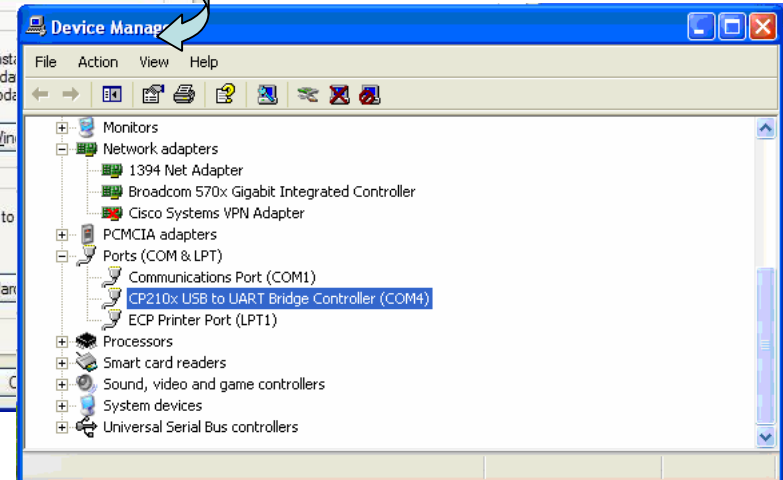 Device Manag
File Action View Help
Monitors
Network adapters
1394 Net Adapter
Broadcom 570x Gigabit Integrated Controller
Cisco Systems VPN Adapter
PCMCIA adapters
Ports (COM & LPT)
Communications Port (COM1)
CP210x USB to UART Bridge Controller (COM4)
ECP Printer Port (LPT1)
Processors
Smart card readers
Sound, video and game controllers
System devices
Universal Serial Bus controllers
to